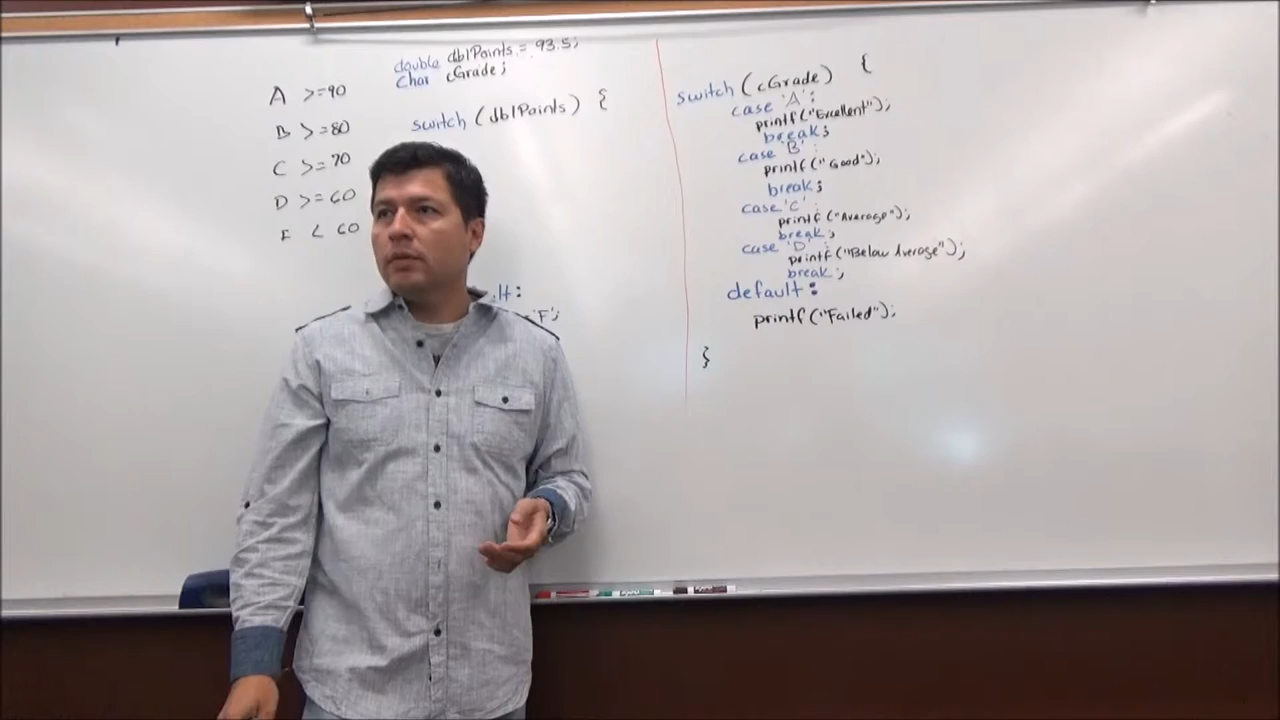 A >=90
B >=80
C >=70
D >=60
F < 60
double dblPoints = 93.5;
Char cGrade;
switch (dblPoints) {
lt:
'F';
switch (cGrade) {
case 'A':
printf("Excellent");
break;
case 'B':
printf("Good");
break;
case 'C':
printf("Average");
break;
case 'D':
printf("Below Average");
break;
default:
printf("Failed");
}